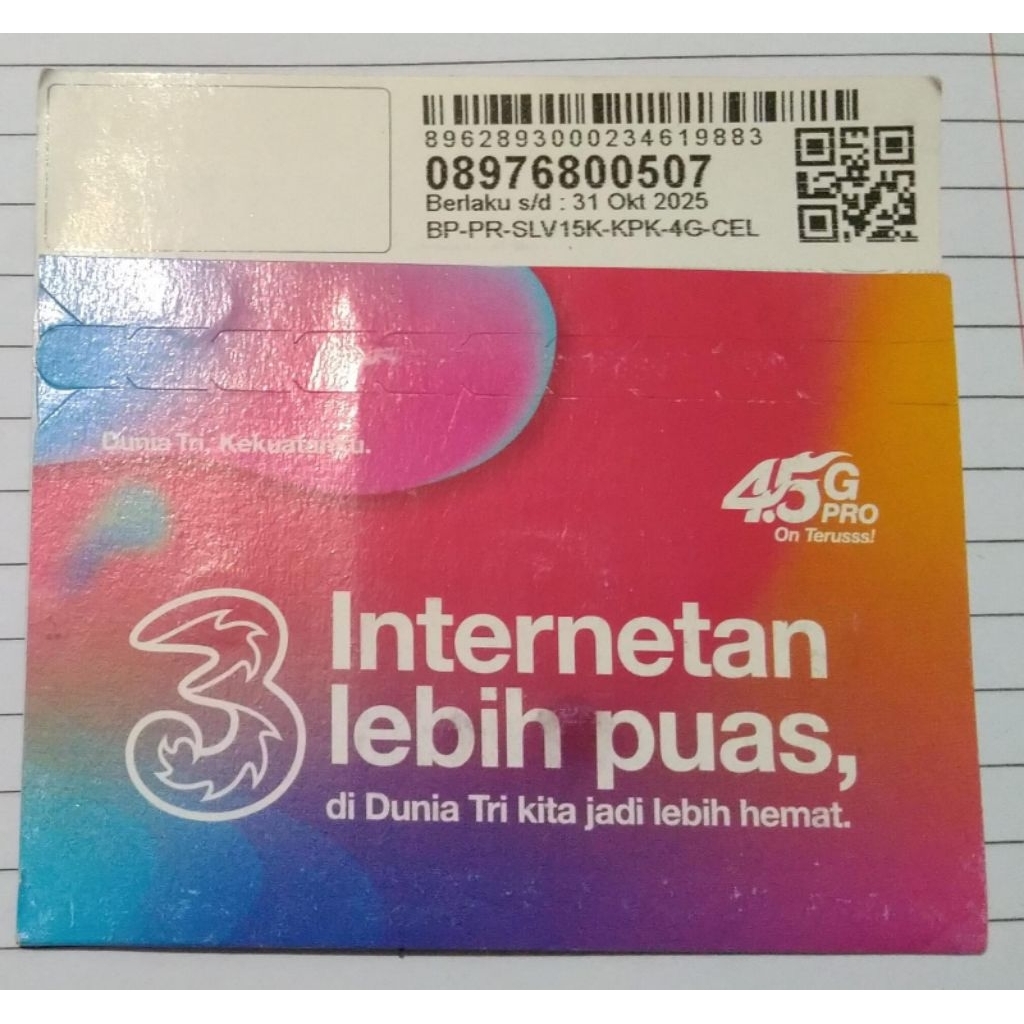 8962893000234619883
08976800507
Berlaku s/d : 31 Okt 2025
BP-PR-SLV15K-KPK-4G-CEL
Dunia Tri, Kekuatanku.
4.5G PRO
On Terusss!
3
Internetan
lebih puas,
di Dunia Tri kita jadi lebih hemat.